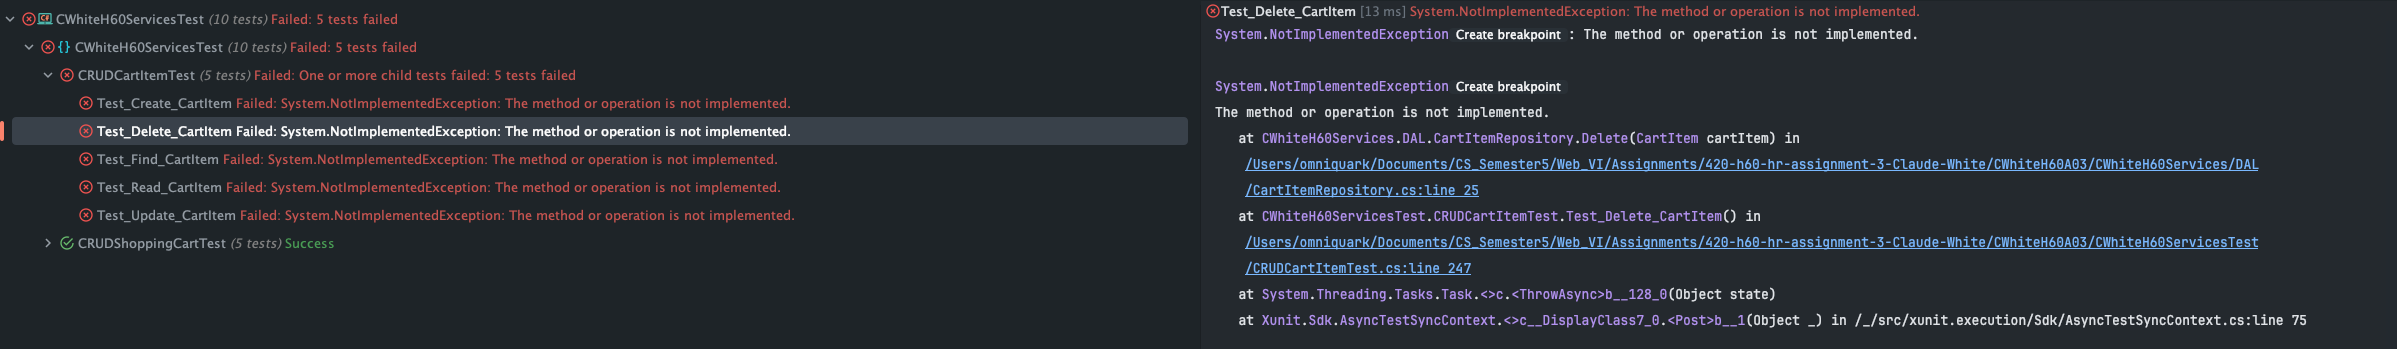 CWhiteH60ServicesTest (10 tests) Failed: 5 tests failed
{} CWhiteH60ServicesTest (10 tests) Failed: 5 tests failed
CRUDCartItemTest (5 tests) Failed: One or more child tests failed: 5 tests failed
Test_Create_CartItem Failed: System.NotImplementedException: The method or operation is not implemented.
Test_Delete_CartItem Failed: System.NotImplementedException: The method or operation is not implemented.
Test_Find_CartItem Failed: System.NotImplementedException: The method or operation is not implemented.
Test_Read_CartItem Failed: System.NotImplementedException: The method or operation is not implemented.
Test_Update_CartItem Failed: System.NotImplementedException: The method or operation is not implemented.
CRUDShoppingCartTest (5 tests) Success
Test_Delete_CartItem [13 ms] System.NotImplementedException: The method or operation is not implemented.
System.NotImplementedException Create breakpoint : The method or operation is not implemented.
System.NotImplementedException Create breakpoint
The method or operation is not implemented.
at CWhiteH60Services.DAL.CartItemRepository.Delete(CartItem cartItem) in
/Users/omniquark/Documents/CS_Semester5/Web_VI/Assignments/420-h60-hr-assignment-3-Claude-White/CWhiteH60A03/CWhiteH60Services/DAL
/CartItemRepository.cs:line 25
at CWhiteH60ServicesTest.CRUDCartItemTest.Test_Delete_CartItem() in
/Users/omniquark/Documents/CS_Semester5/Web_VI/Assignments/420-h60-hr-assignment-3-Claude-White/CWhiteH60A03/CWhiteH60ServicesTest
/CRUDCartItemTest.cs:line 247
at System.Threading.Tasks.Task.<>c.<ThrowAsync>b__128_0(Object state)
at Xunit.Sdk.AsyncTestSyncContext.<>c__DisplayClass7_0.<Post>b__1(Object _) in /_/src/xunit.execution/Sdk/AsyncTestSyncContext.cs:line 75